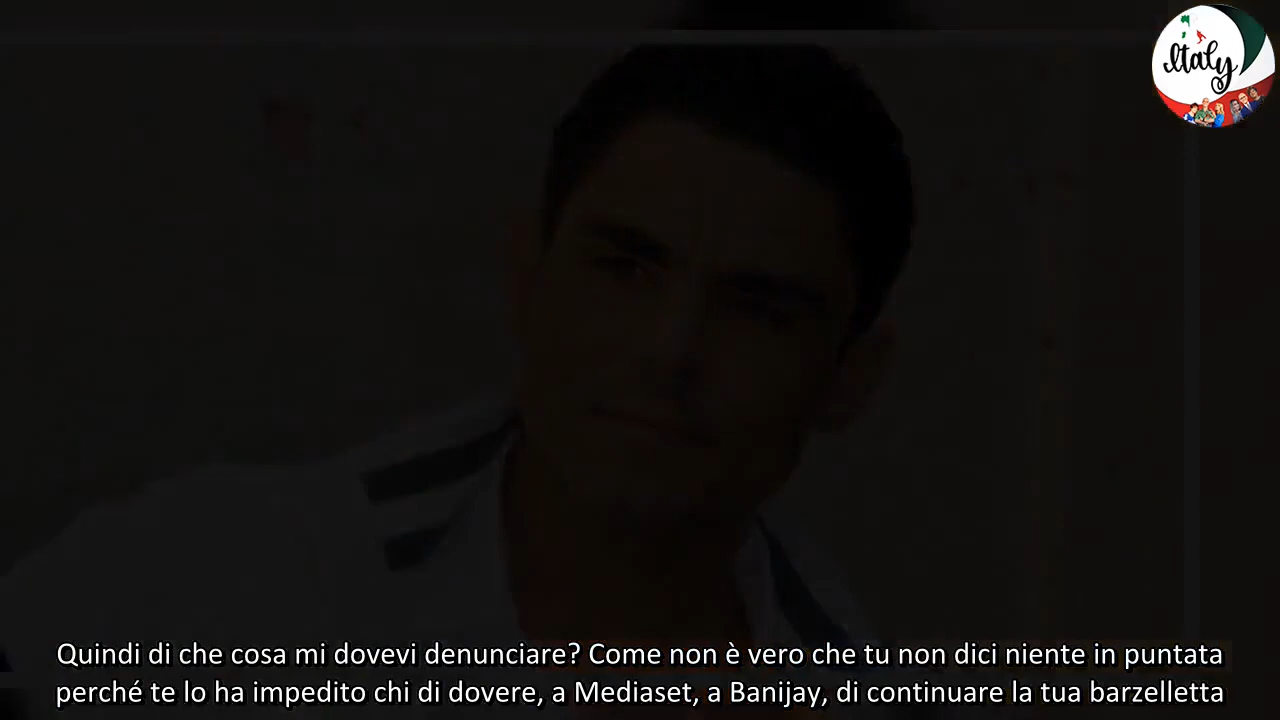 Italy
Quindi di che cosa mi dovevi denunciare? Come non è vero che tu non dici niente in puntata
perché te lo ha impedito chi di dovere, a Mediaset, a Banijay, di continuare la tua barzelletta